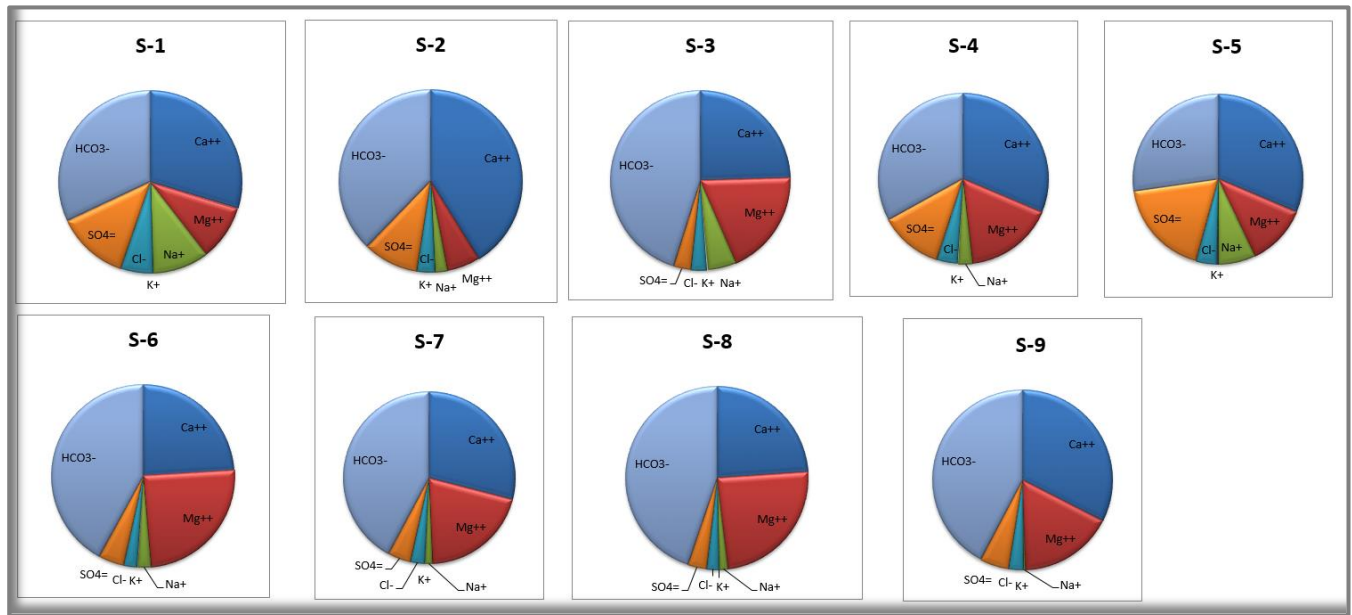 S-1
Ca++
HCO3-
Mg++
SO4=
Na+
Cl-
K+
S-2
Ca++
HCO3-
SO4=
Cl-
Mg++
K+ Na+
S-3
Ca++
HCO3-
Mg++
SO4=
Cl- K+ Na+
S-4
Ca++
HCO3-
Mg++
SO4=
Cl-
K+
Na+
S-5
Ca++
HCO3-
Mg++
SO4=
Na+
Cl-
K+
S-6
Ca++
HCO3-
Mg++
SO4=
Cl- K+
Na+
S-7
Ca++
HCO3-
Mg++
SO4=
K+
Cl-
Na+
S-8
Ca++
HCO3-
Mg++
SO4=
Cl- K+
Na+
S-9
Ca++
HCO3-
Mg++
SO4=
Cl- K+
Na+